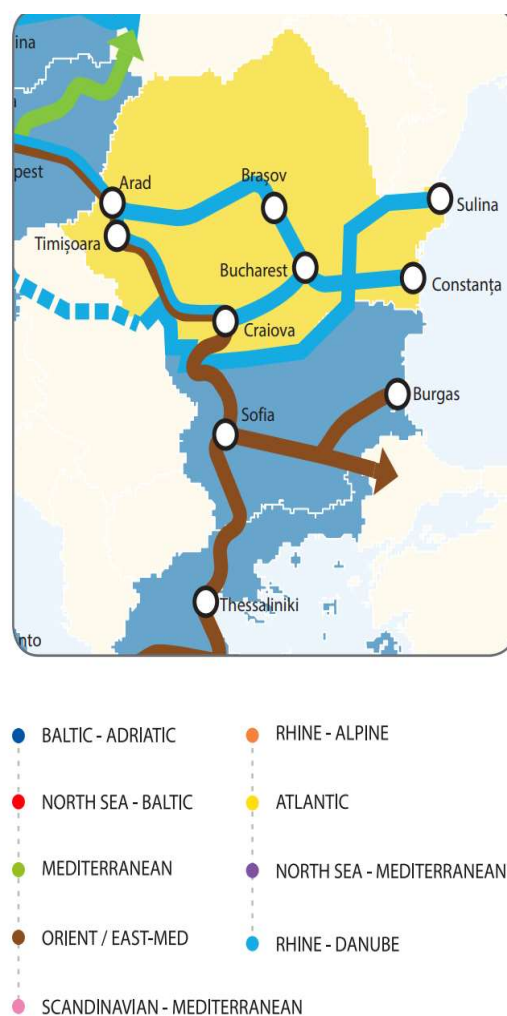 ina
a
pest
Arad
Brașov
Sulina
Timișoara
Bucharest
Constanța
Craiova
Burgas
Sofia
Thessaliniki
nto
BALTIC - ADRIATIC
RHINE - ALPINE
NORTH SEA - BALTIC
ATLANTIC
MEDITERRANEAN
NORTH SEA - MEDITERRANEAN
ORIENT / EAST-MED
RHINE - DANUBE
SCANDINAVIAN - MEDITERRANEAN